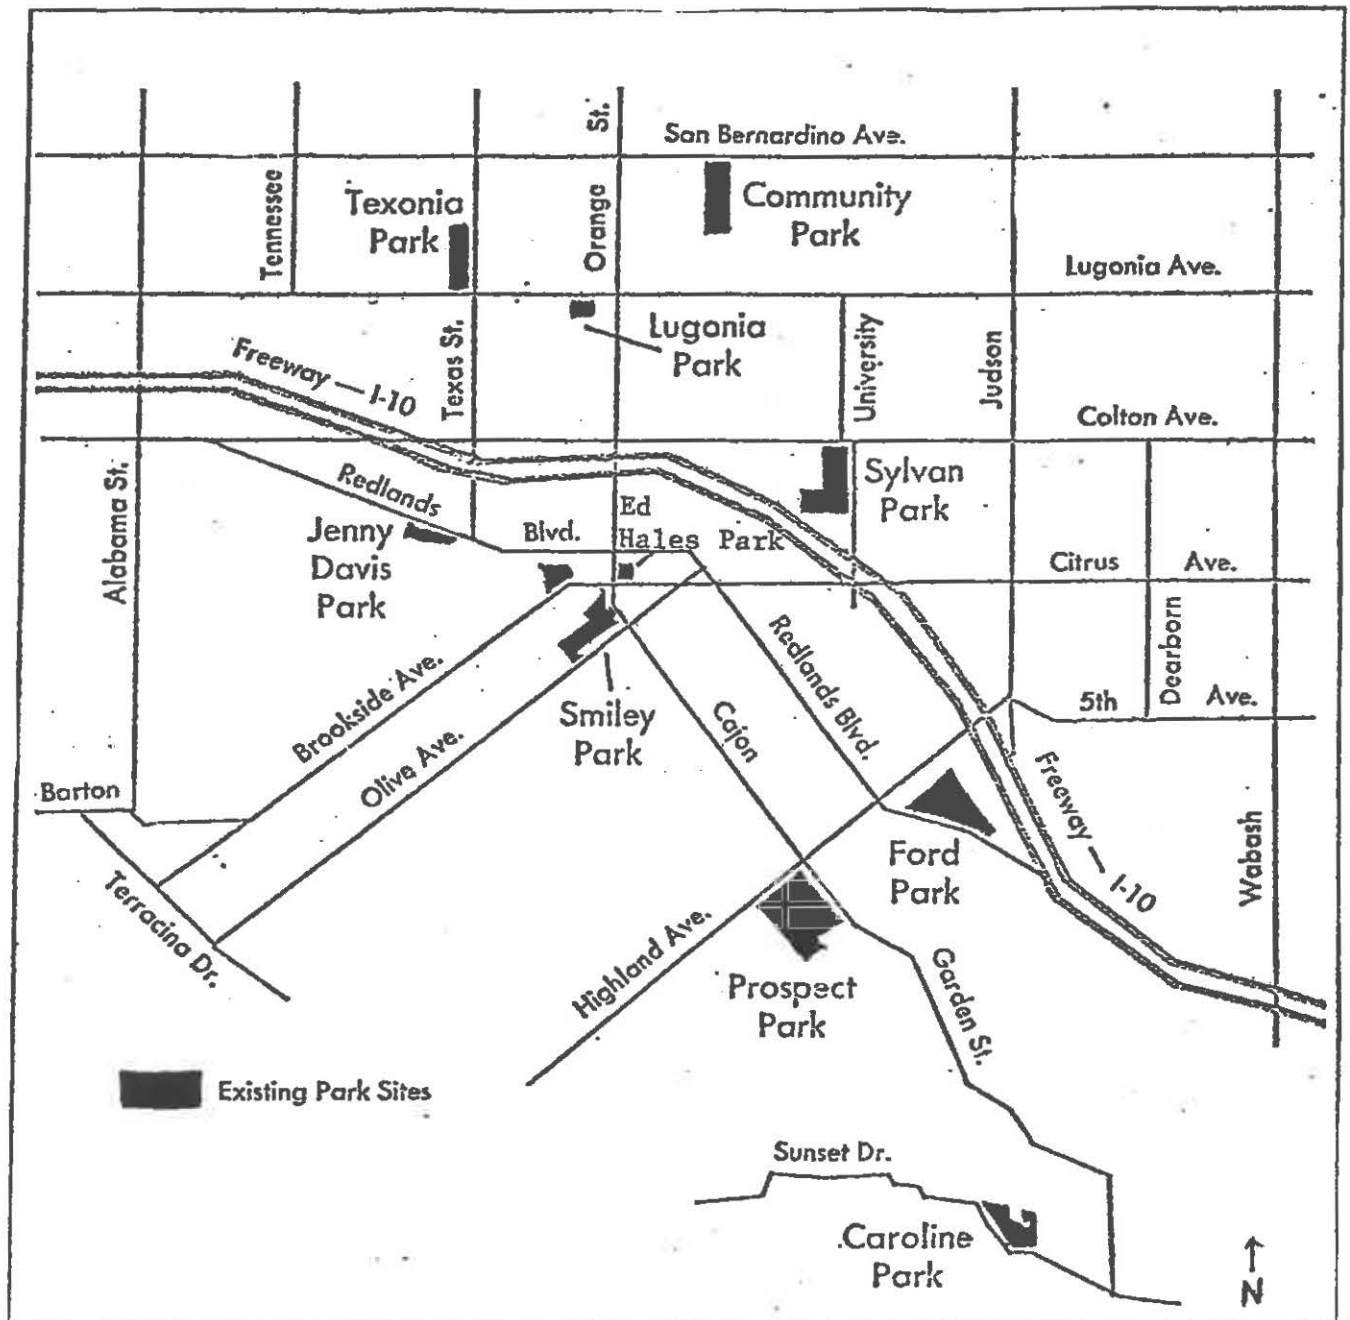 St.
San Bernardino Ave.
Tennessee
Texonia
Park
Orange
Community
Park
Lugonia Ave.
Lugonia
Park
Texas St.
University
Judson
Freeway — I-10
Colton Ave.
Alabama St.
Redlands
Sylvan
Park
Ed
Hales Park
Jenny
Davis
Park
Blvd.
Citrus Ave.
Dearborn
Redlands Blvd.
Brookside Ave.
Smiley
Park
Cajon
5th Ave.
Olive Ave.
Barton
Freeway — I-10
Wabash
Ford
Park
Terracina Dr.
Highland Ave.
Prospect
Park
Garden St.
Existing Park Sites
Sunset Dr.
Caroline
Park
N